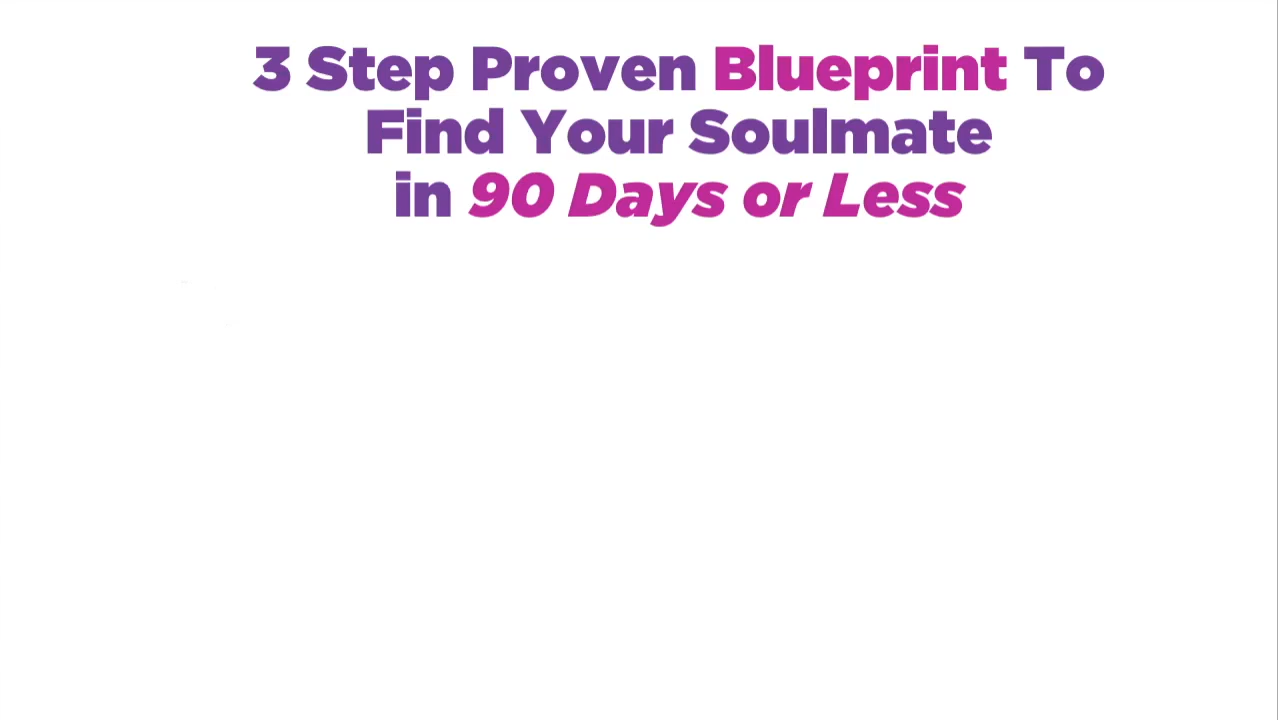 3 Step Proven Blueprint To
Find Your Soulmate
in 90 Days or Less